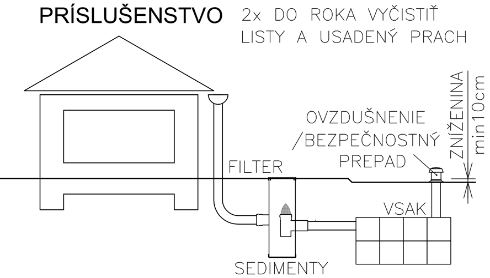 PRÍSLUŠENSTVO
2x DO ROKA VYČISTIŤ
LISTY A USADENÝ PRACH
OVZDUŠNENIE
/BEZPEČNOSTNÝ
PREPAD
ZNÍŽENINA
min10cm
FILTER
VSAK
SEDIMENTY